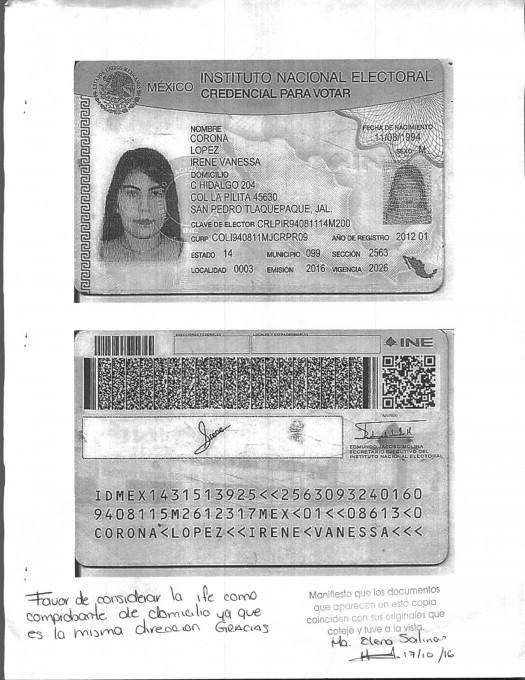 MÉXICO
INSTITUTO NACIONAL ELECTORAL
CREDENCIAL PARA VOTAR
NOMBRE
CORONA
LOPEZ
IRENE VANESSA
FECHA DE NACIMIENTO
11/08/1994
SEXO M
DOMICILIO
C HIDALGO 204
COL LA PILITA 45630
SAN PEDRO TLAQUEPAQUE, JAL.
CLAVE DE ELECTOR CRLPIR94081114M200
CURP COLI940811MJCRPR09 AÑO DE REGISTRO 2012 01
ESTADO 14 MUNICIPIO 099 SECCIÓN 2563
LOCALIDAD 0003 EMISIÓN 2016 VIGENCIA 2026
INE
EDMUNDO JACOBO MOLINA
SECRETARIO EJECUTIVO DEL
INSTITUTO NACIONAL ELECTORAL
IDMEX1431513925<<2563093240160
9408115M2612317MEX<01<<08613<0
CORONA<LOPEZ<<IRENE<VANESSA<<<
Favor de considerar la ife como
comprobante de domicilio ya que
es la misma direccion GRACIAS
Manifiesto que los documentos
que aparecen en esta copia
coinciden con sus originales que
cotejé y tuve a la vista.
Ma. Elena Salinas
17/10/16